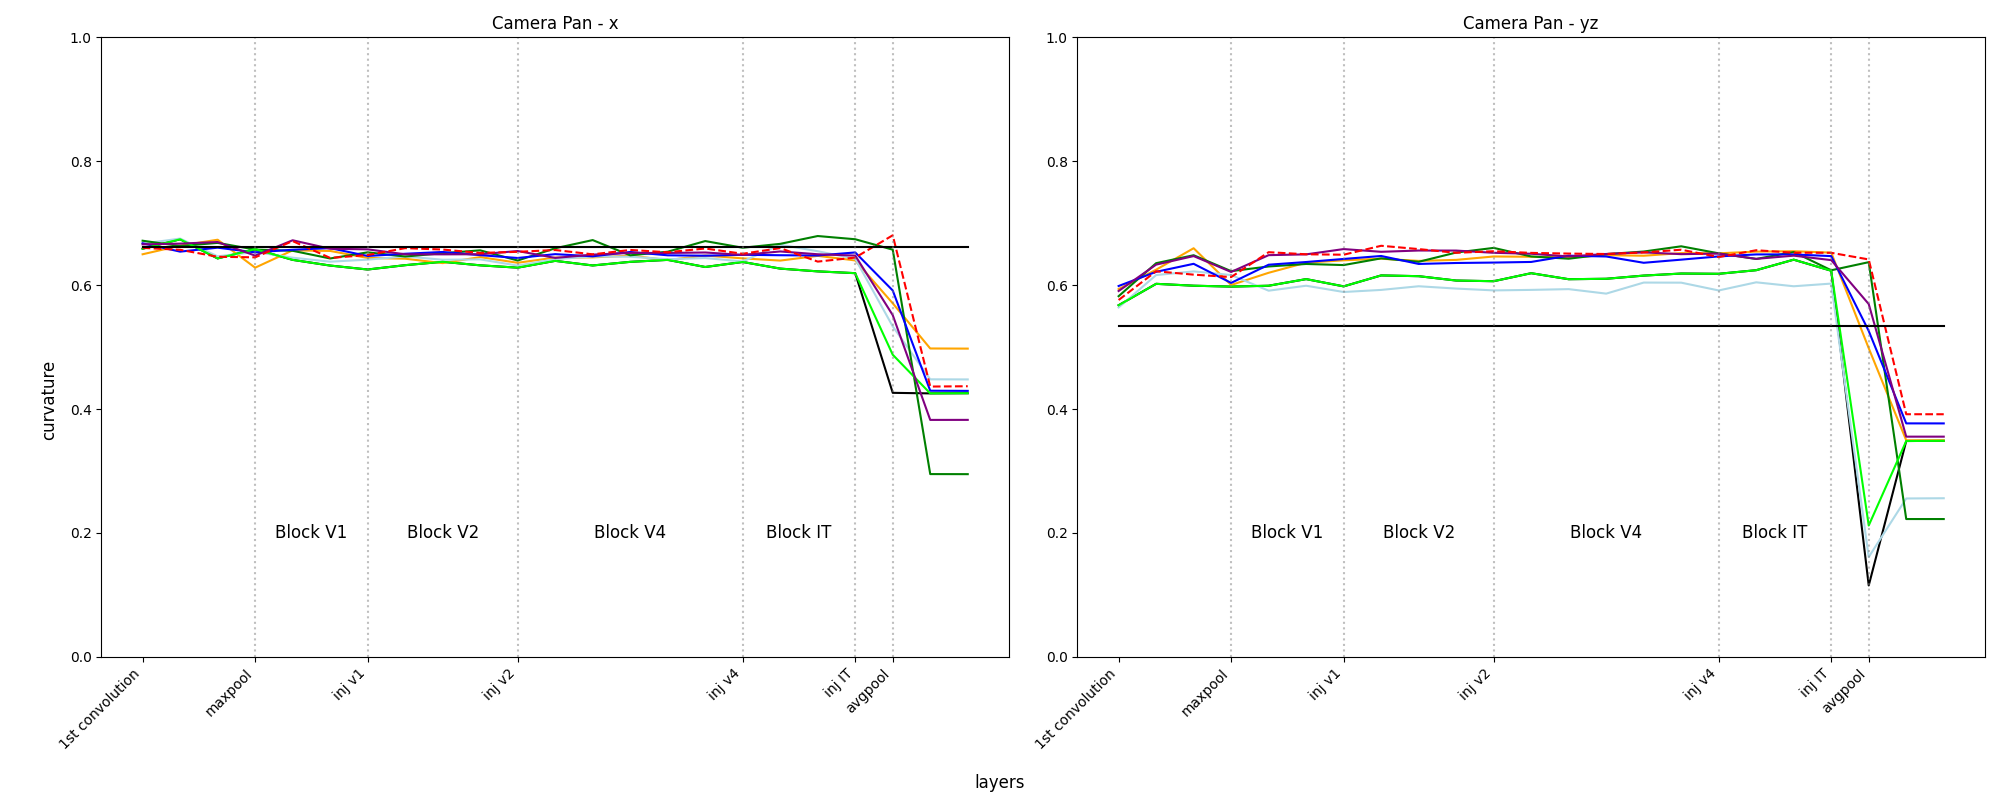 Camera Pan - x
1.0
0.8
0.6
0.4
0.2
0.0
curvature
Block V1 Block V2 Block V4 Block IT
1st convolution maxpool inj v1 inj v2 inj v4 inj IT avgpool
Camera Pan - yz
1.0
0.8
0.6
0.4
0.2
0.0
Block V1 Block V2 Block V4 Block IT
1st convolution maxpool inj v1 inj v2 inj v4 inj IT avgpool
layers